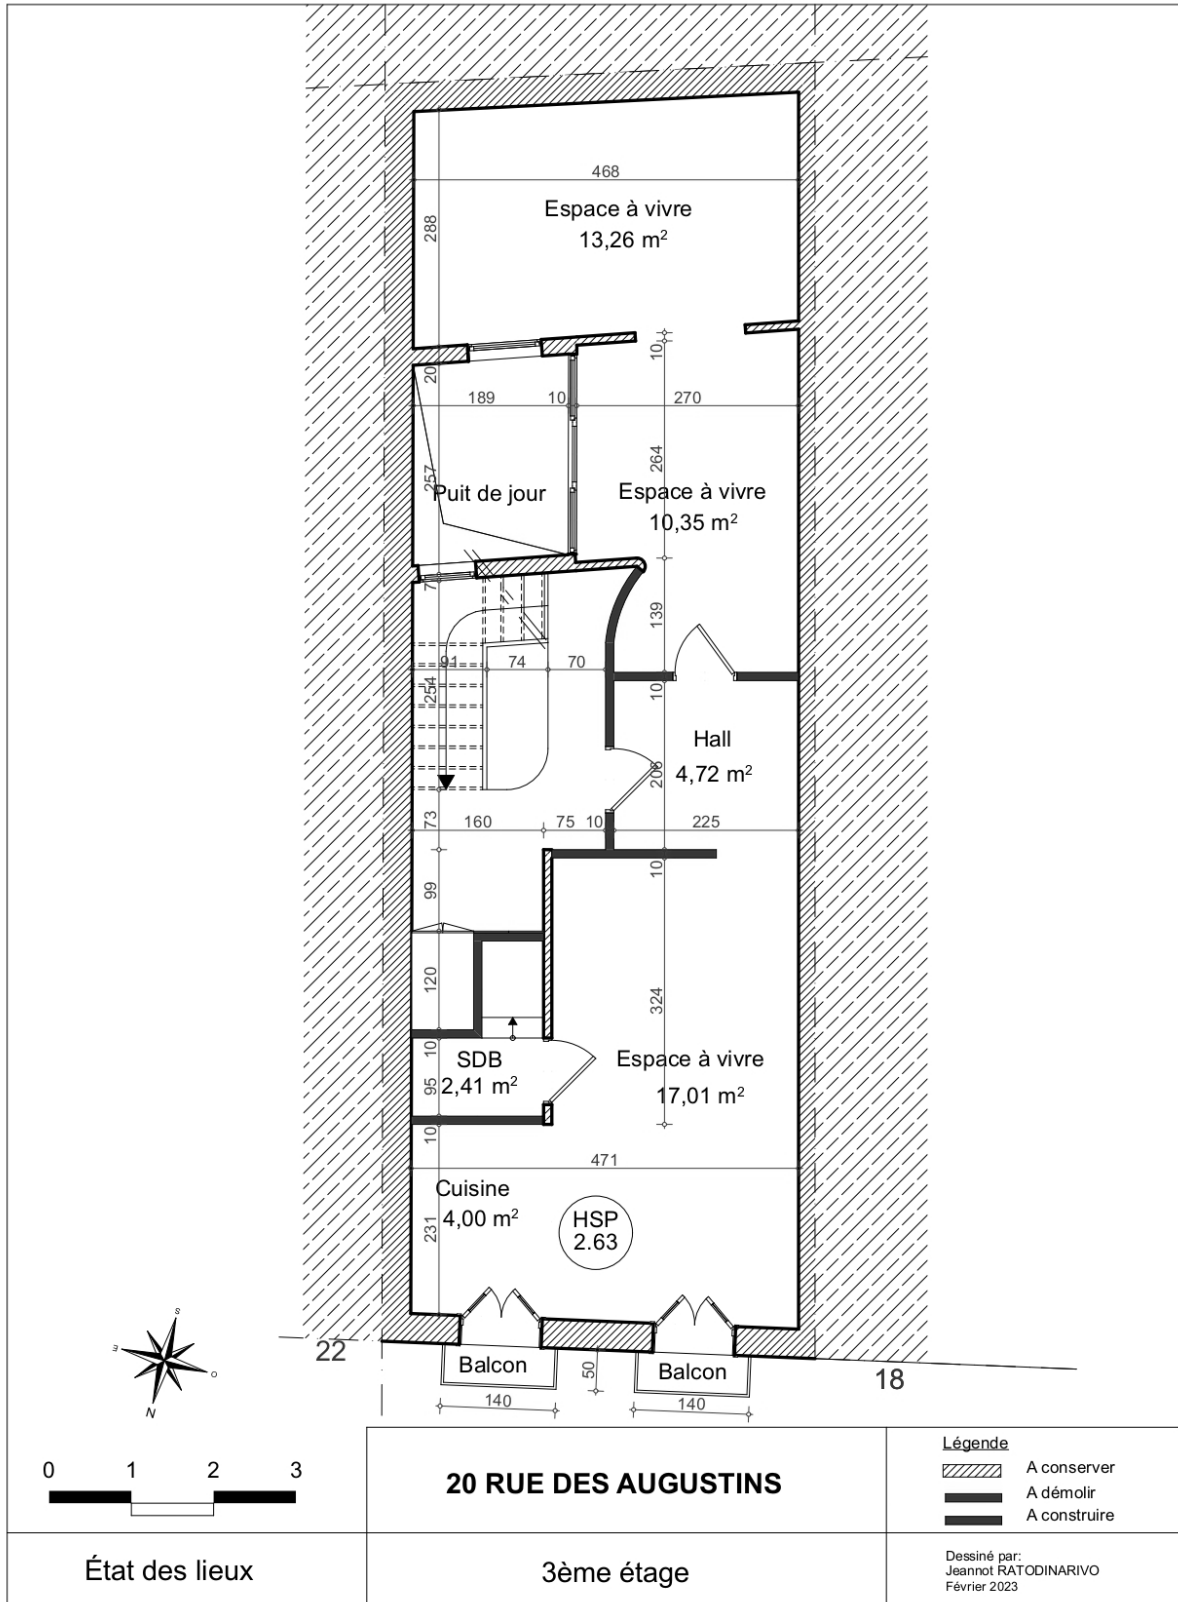 468
Espace à vivre
13,26 m²
288
10
20
189
10
270
264
257
Puit de jour
Espace à vivre
10,35 m²
7
139
91
74
70
254
10
Hall
4,72 m²
206
73
160
75
10
225
10
99
120
324
10
SDB
2,41 m²
95
Espace à vivre
17,01 m²
10
471
Cuisine
4,00 m²
231
HSP
2.63
S
E
O
N
22
Balcon
50
Balcon
18
140
140
0 1 2 3
20 RUE DES AUGUSTINS
Légende
A conserver
A démolir
A construire
État des lieux
3ème étage
Dessiné par:
Jeannot RATODINARIVO
Février 2023